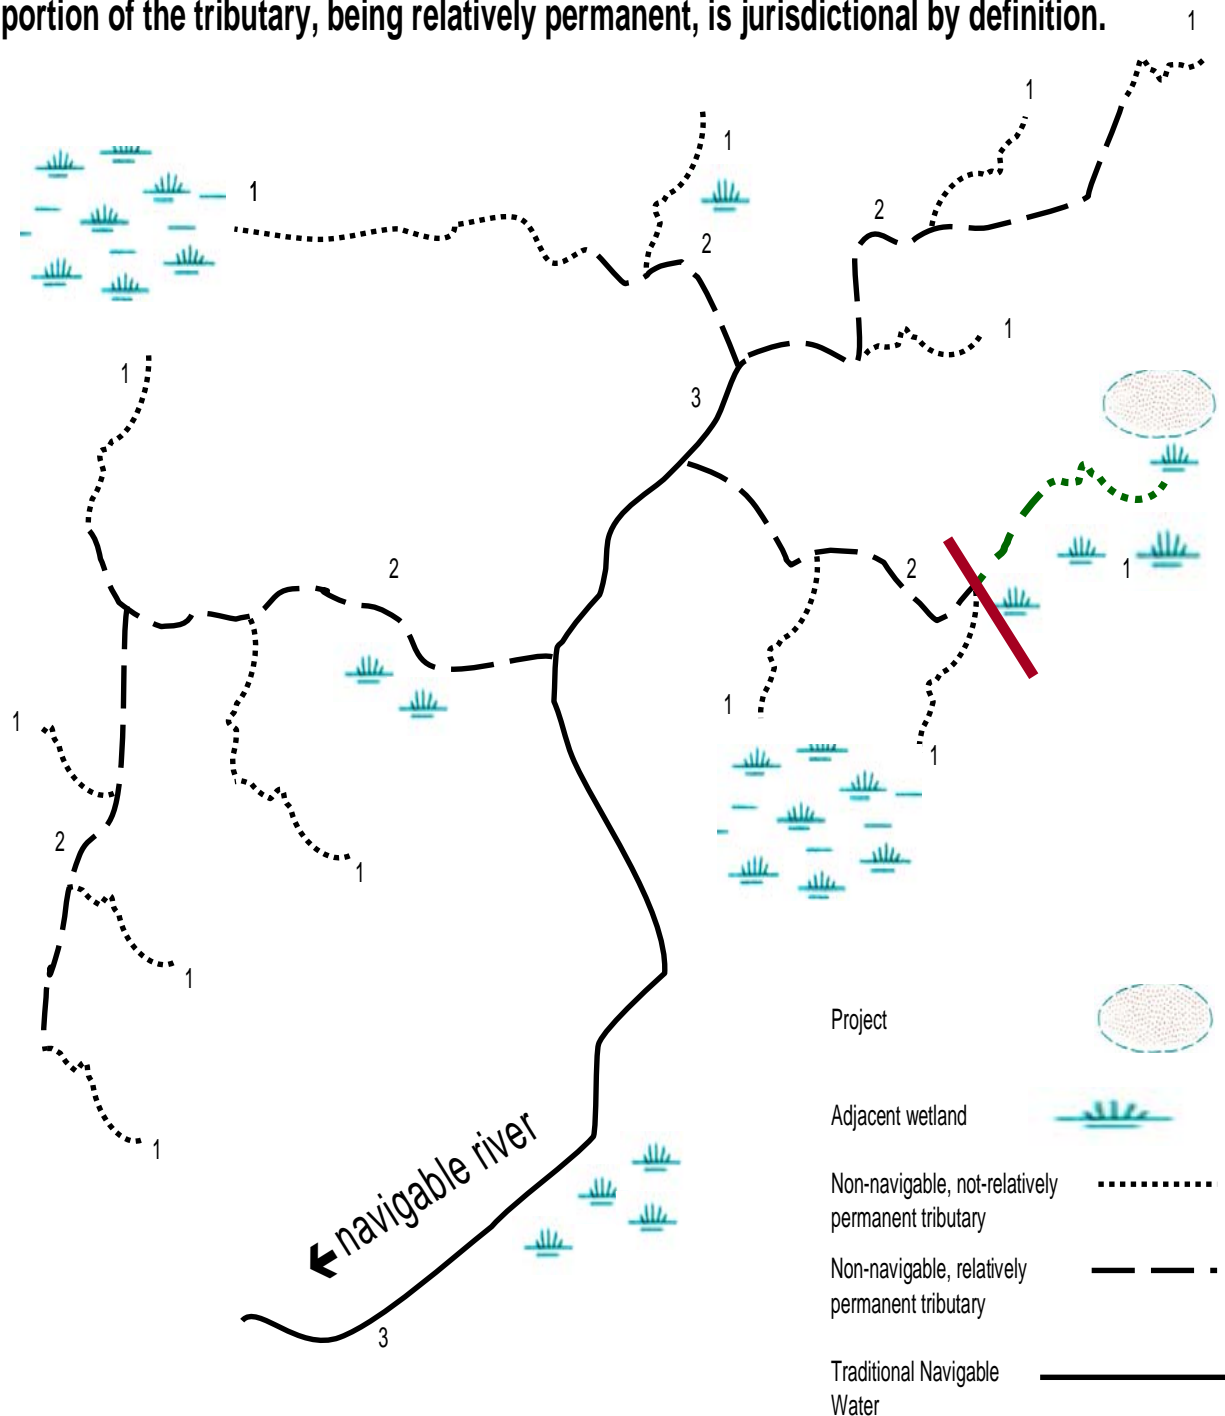 portion of the tributary, being relatively permanent, is jurisdictional by definition.
1
1
1
1
2
2
1
1
3
1
2
2
1
1
1
1
2
1
1
1
navigable river
3
Project
Adjacent wetland
Non-navigable, not-relatively
permanent tributary
Non-navigable, relatively
permanent tributary
Traditional Navigable
Water